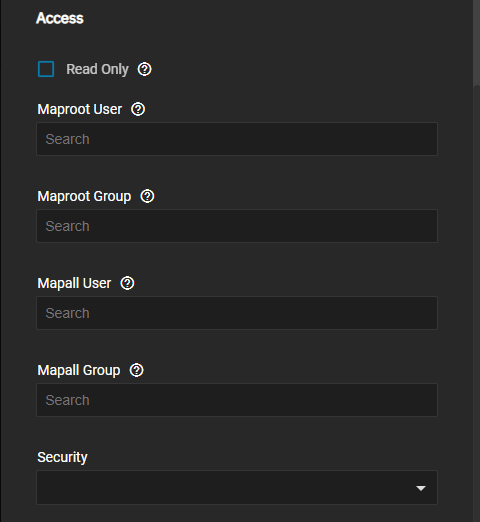 Access
Read Only
Maproot User
Search
Maproot Group
Search
Mapall User
Search
Mapall Group
Search
Security